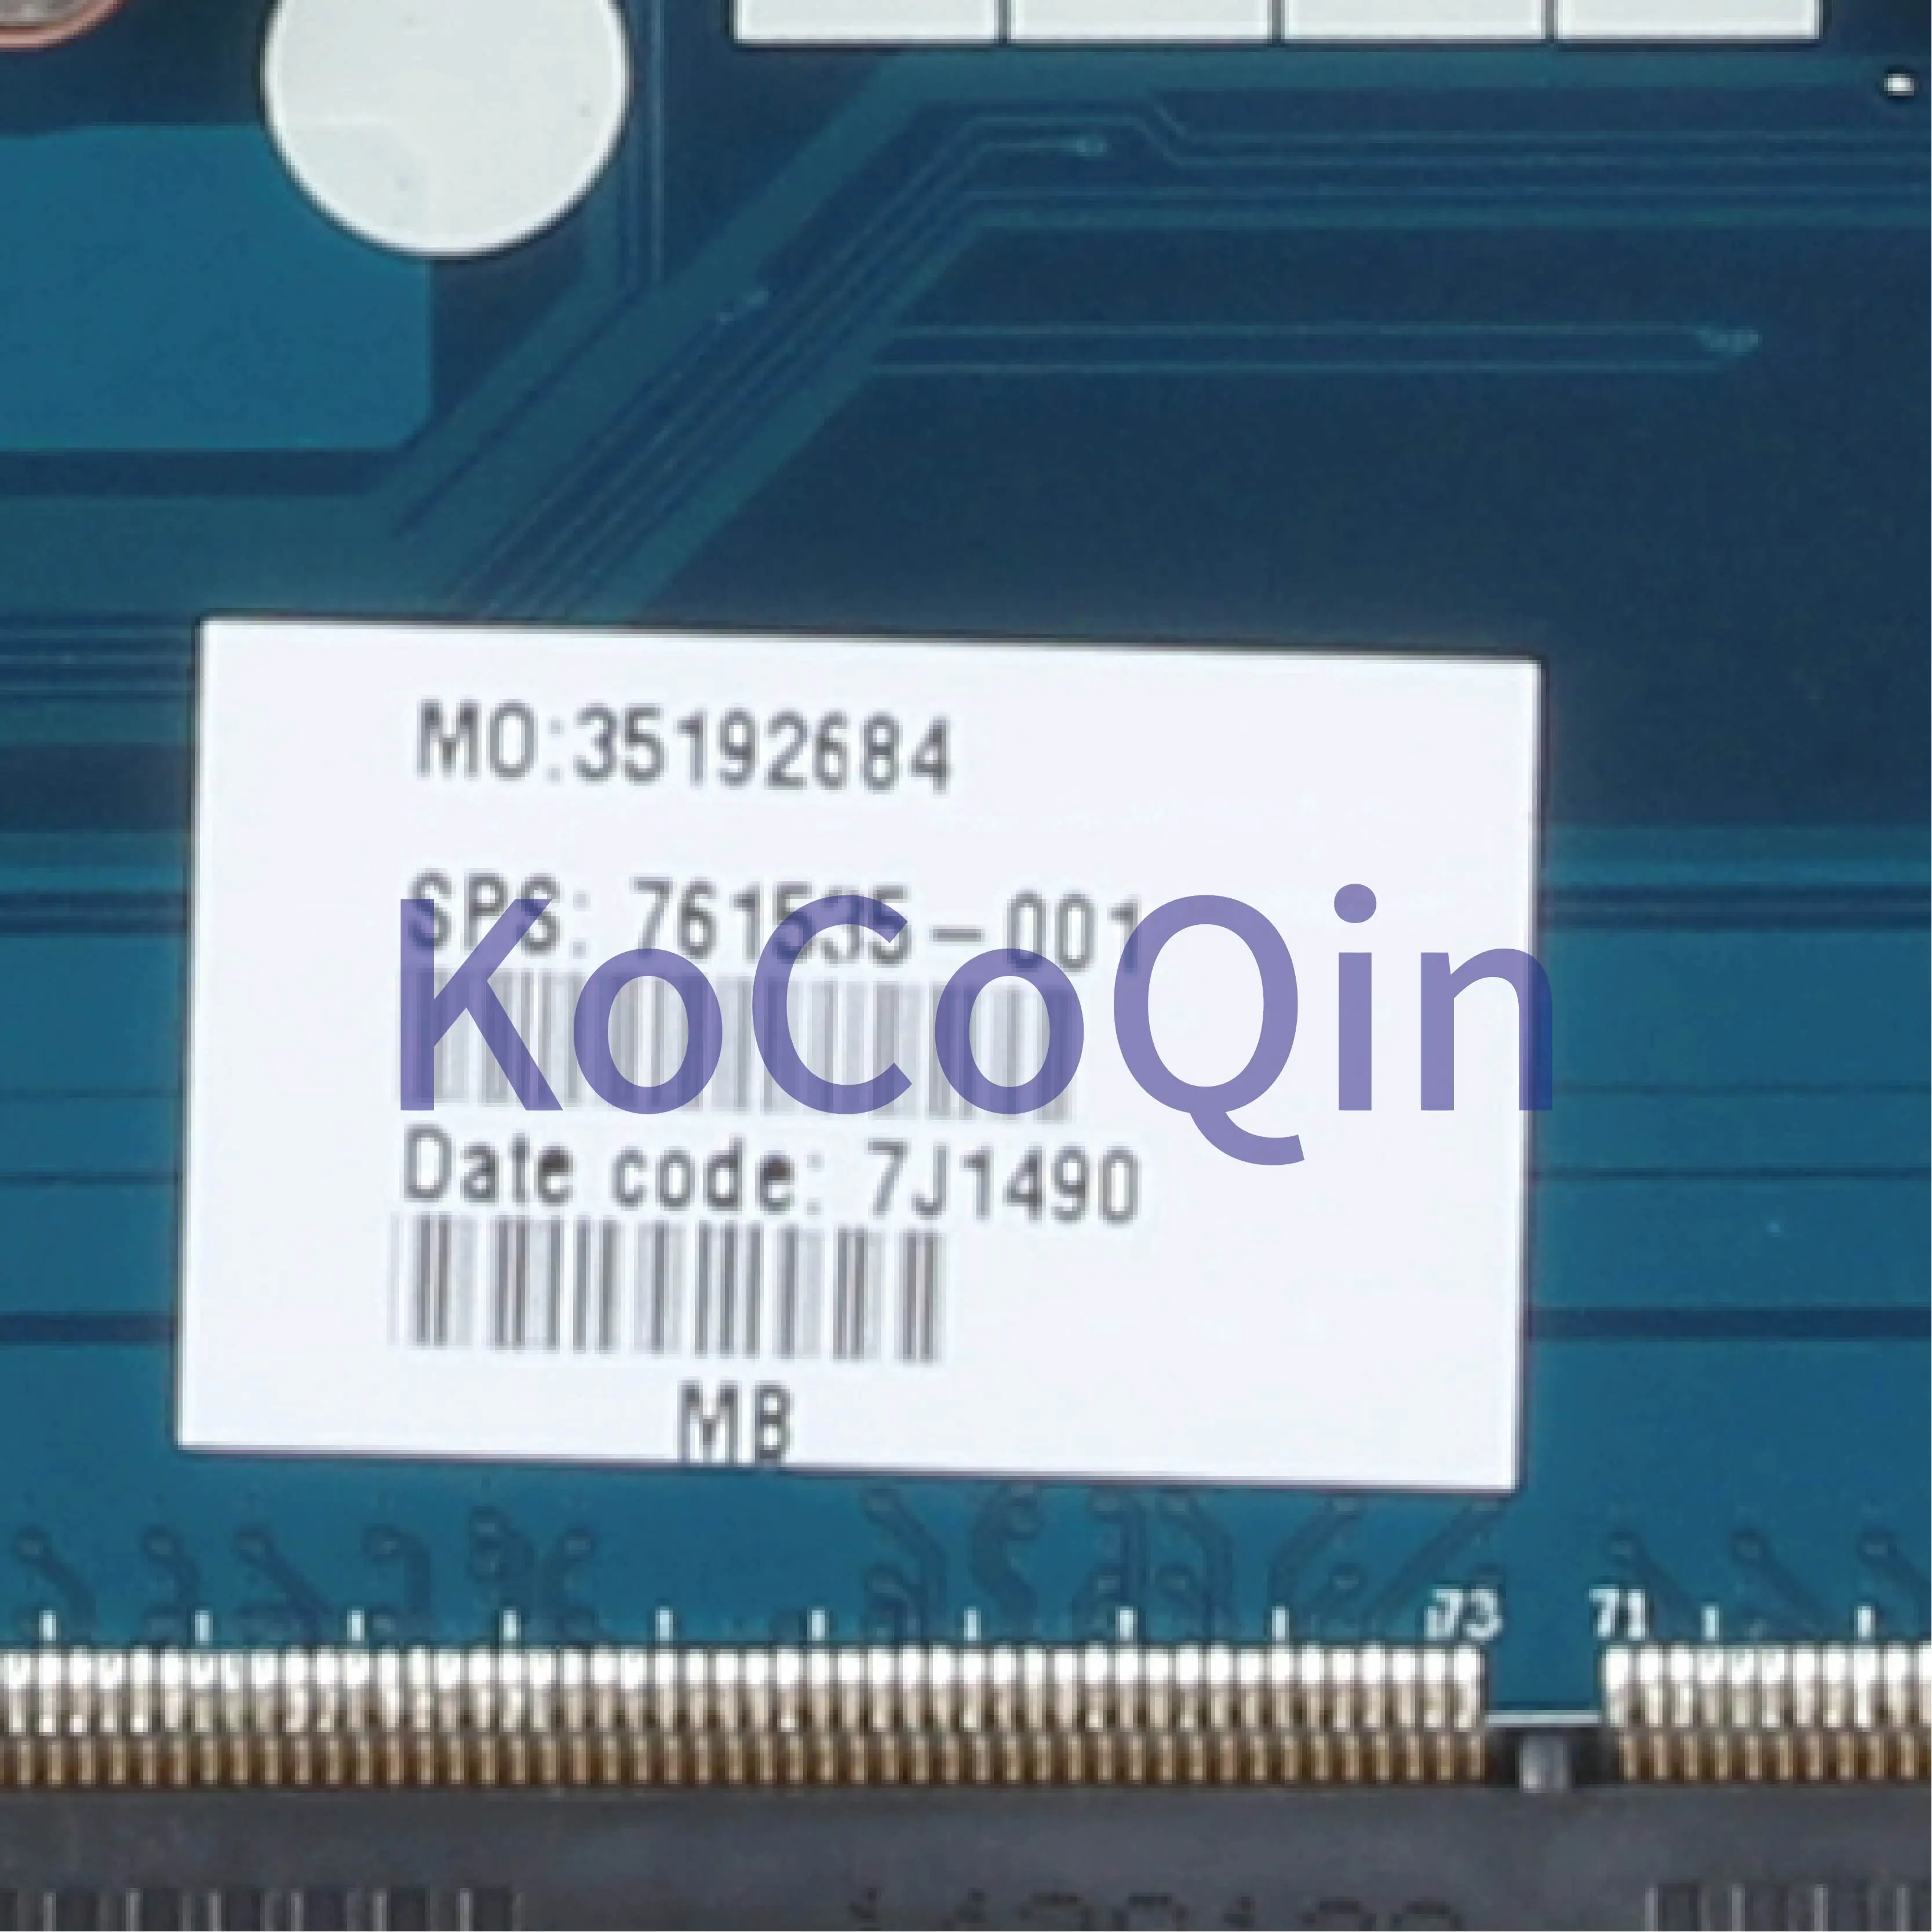 MO:35192684
SPS: 761535-001
KoCoQin
Date code: 7J1490
MB
73 71